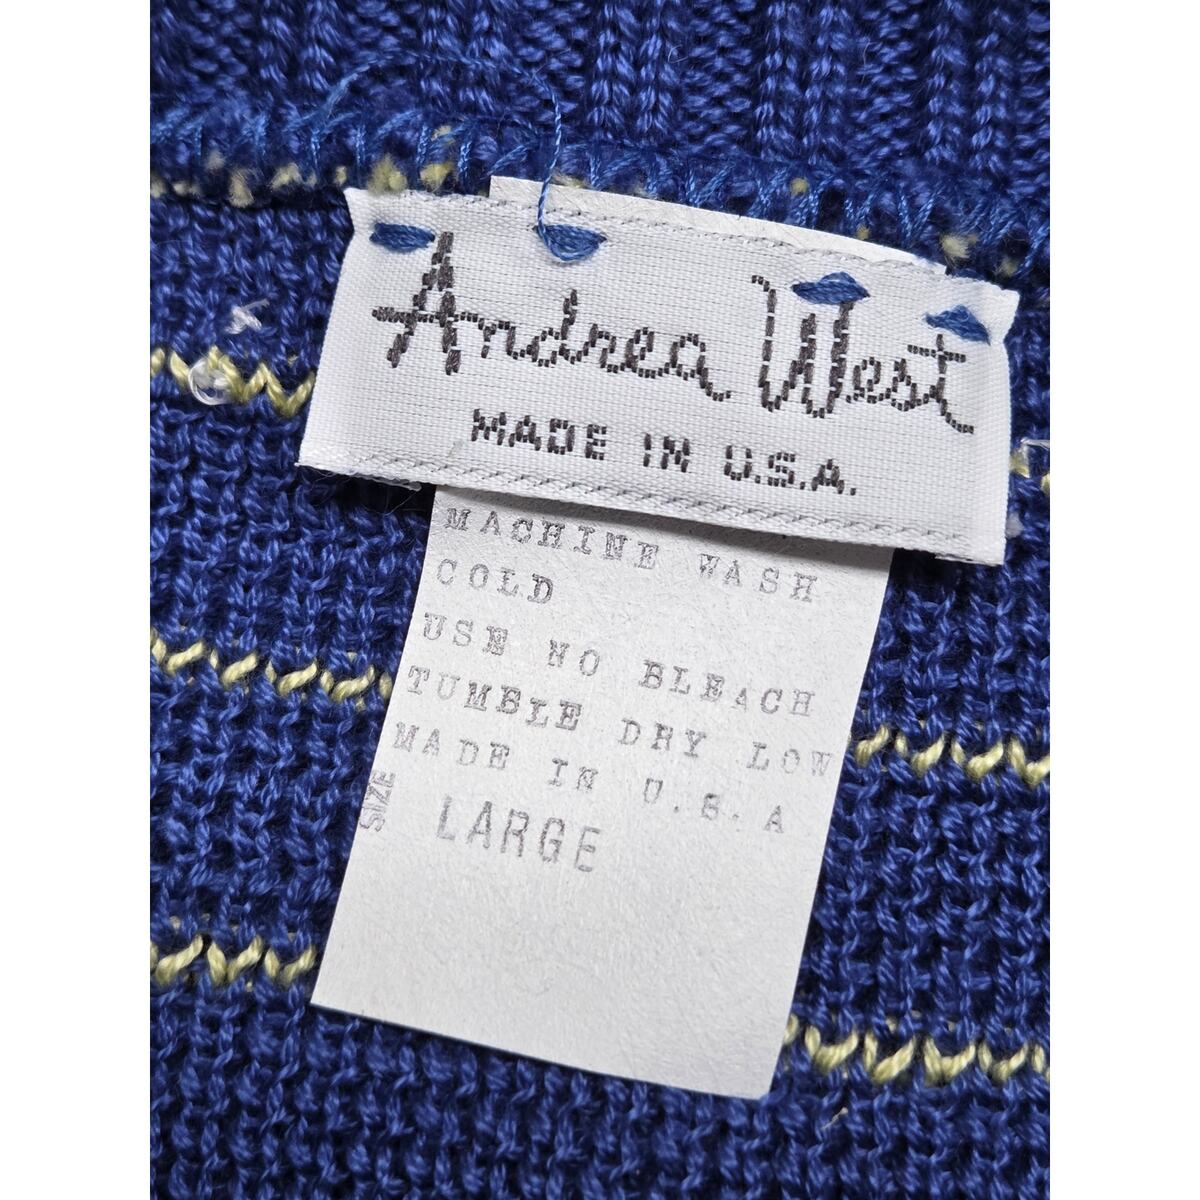 Andrea West
MADE IN U.S.A.
MACHINE WASH
COLD
USE NO BLEACH
TUMBLE DRY LOW
MADE IN U.S.A
SIZE
LARGE